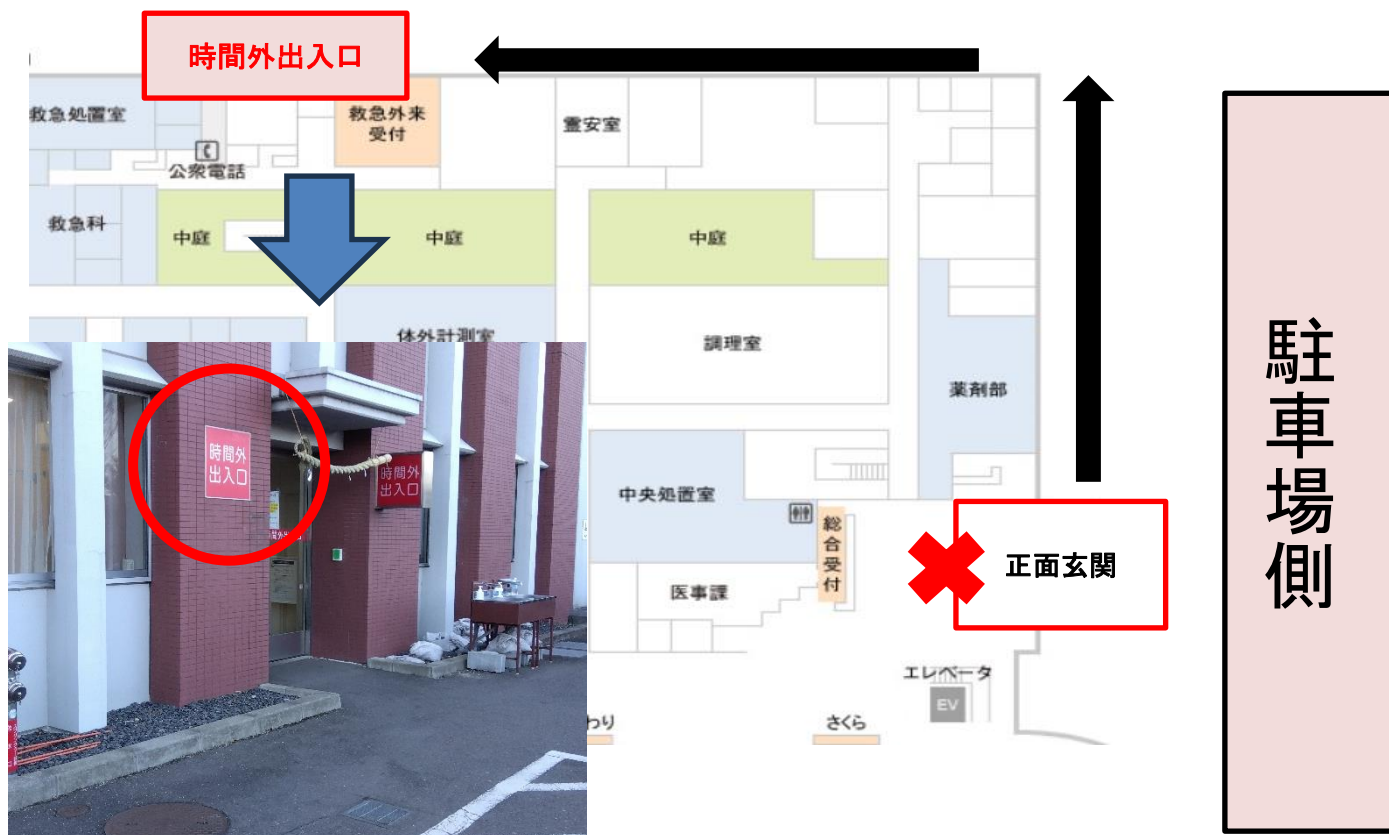 時間外出入口
救急処置室
救急外来
受付
霊安室
公衆電話
救急科
中庭
中庭
中庭
体外計測室
調理室
薬剤部
駐車場側
時間外
出入口
時間外
出入口
中央処置室
総合受付
正面玄関
医事課
エレベータ
EV
わり
さくら